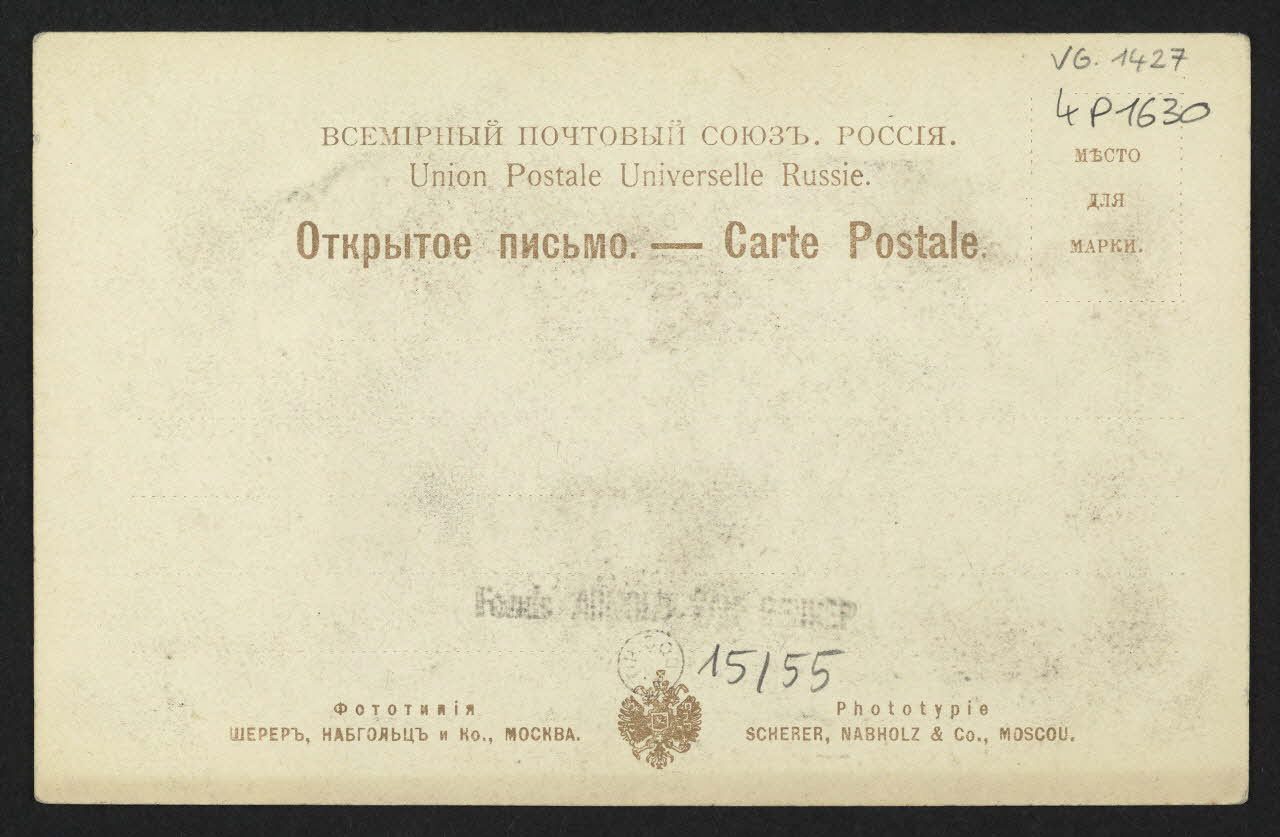 VG. 1427
4P1630
ВСЕМІРНЫЙ ПОЧТОВЫЙ СОЮЗЪ. РОССІЯ.
Union Postale Universelle Russie.
Открытое письмо. — Carte Postale.
МѢСТО
ДЛЯ
МАРКИ.
Fonds
15/55
Фототипія
ШЕРЕРЪ, НАБГОЛЬЦЪ и Ко., МОСКВА.
Phototypie
SCHERER, NABHOLZ & Co., MOSCOU.